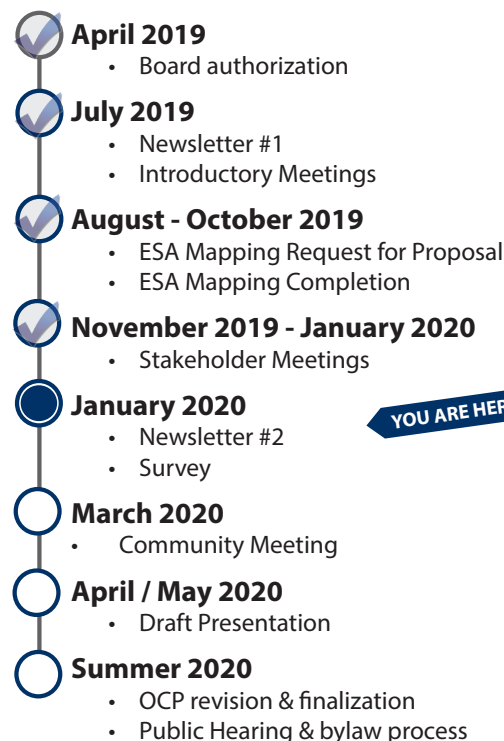 April 2019
• Board authorization
July 2019
• Newsletter #1
• Introductory Meetings
August - October 2019
• ESA Mapping Request for Proposal
• ESA Mapping Completion
November 2019 - January 2020
• Stakeholder Meetings
January 2020
YOU ARE HER
• Newsletter #2
• Survey
March 2020
• Community Meeting
April / May 2020
• Draft Presentation
Summer 2020
• OCP revision & finalization
• Public Hearing & bylaw process